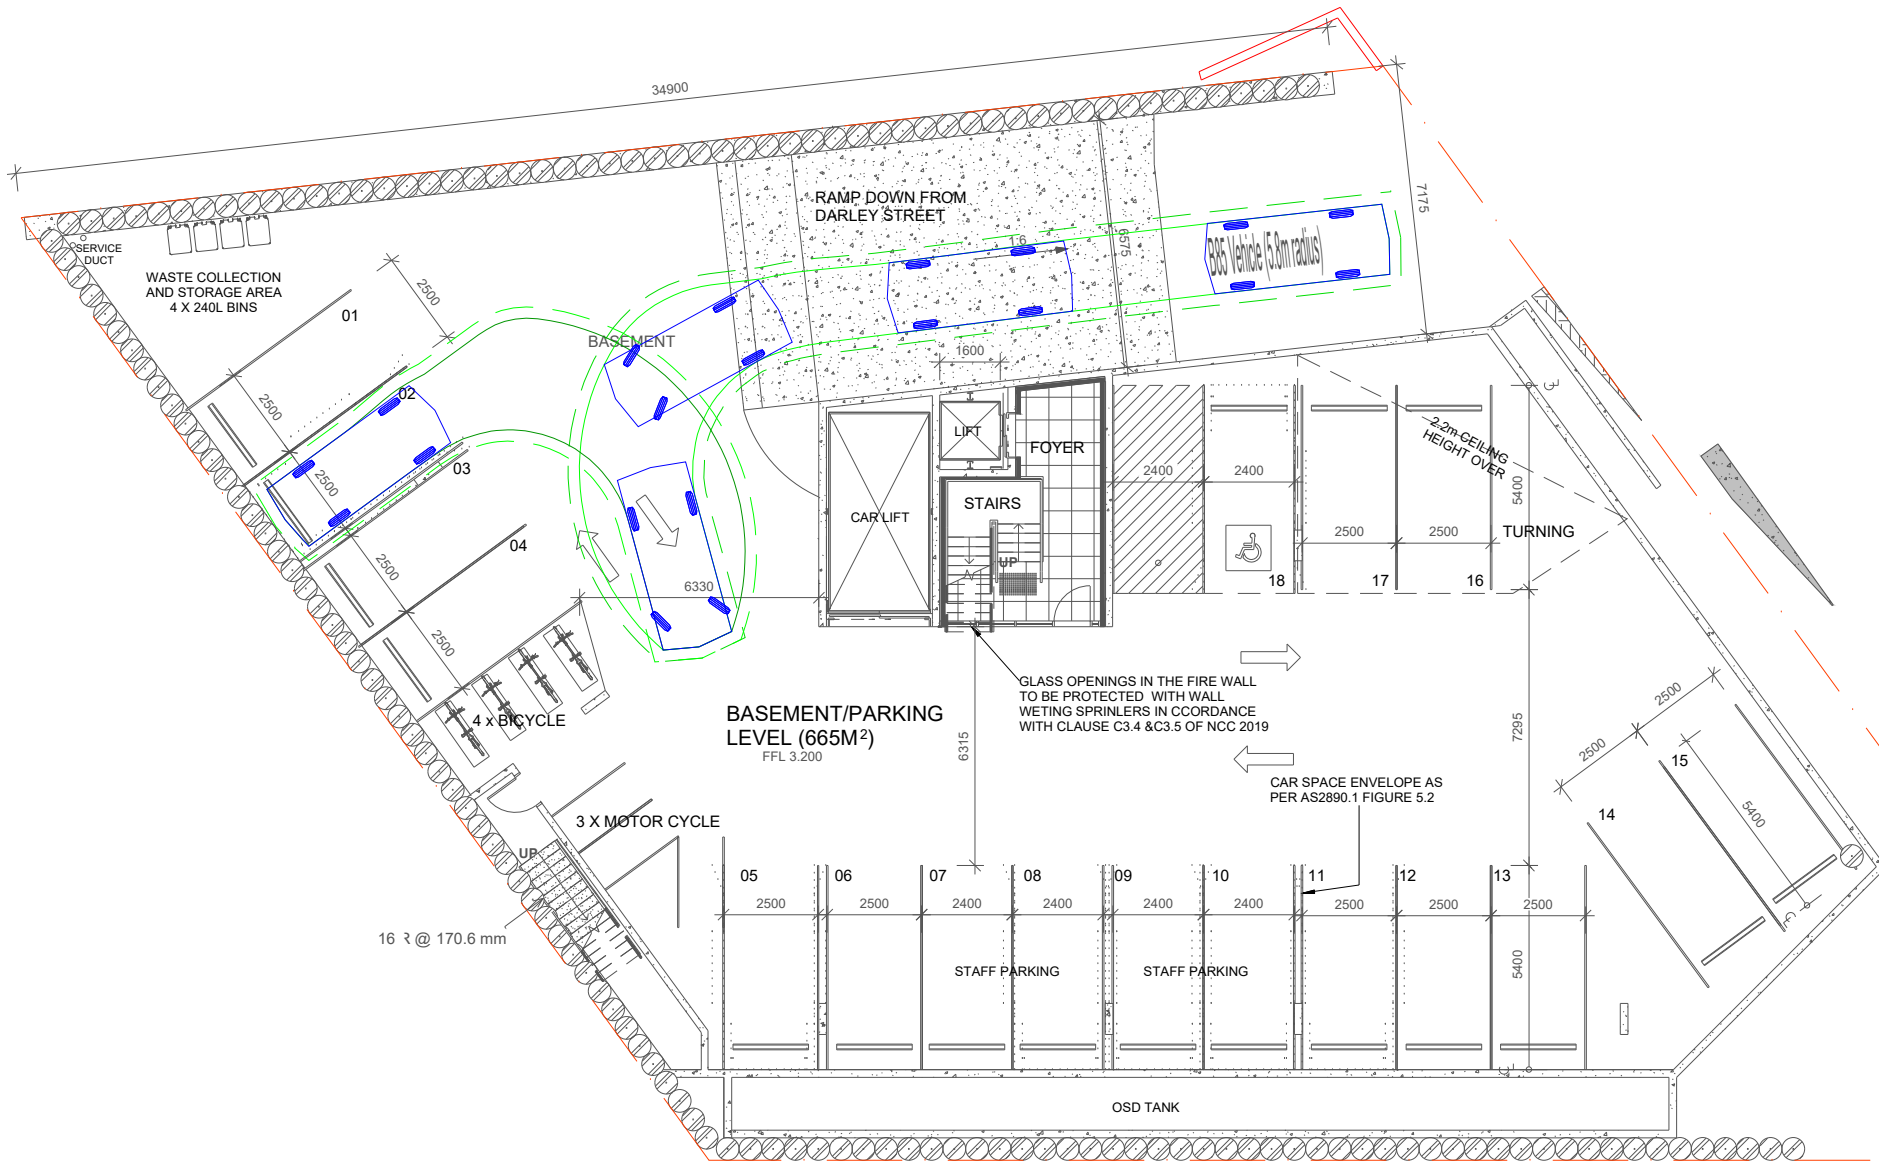 34900
RAMP DOWN FROM
DARLEY STREET
1:6
6575
7175
B85 Vehicle (5.8m radius)
SERVICE
DUCT
WASTE COLLECTION
AND STORAGE AREA
4 X 240L BINS
2500
01
BASEMENT
1600
2500
02
LIFT
FOYER
2.2m CEILING
HEIGHT OVER
2500
03
2400
2400
5400
STAIRS
CAR LIFT
2500
2500
TURNING
04
2500
UP
6330
18
17
16
2500
GLASS OPENINGS IN THE FIRE WALL
TO BE PROTECTED WITH WALL
WETING SPRINLERS IN CCORDANCE
WITH CLAUSE C3.4 &C3.5 OF NCC 2019
4 x BICYCLE
BASEMENT/PARKING
LEVEL (665M²)
FFL 3.200
6315
7295
2500
2500
15
CAR SPACE ENVELOPE AS
PER AS2890.1 FIGURE 5.2
5400
14
3 X MOTOR CYCLE
UP
05
06
07
08
09
10
11
12
13
2500
2500
2400
2400
2400
2400
2500
2500
2500
16 R @ 170.6 mm
STAFF PARKING
STAFF PARKING
5400
OSD TANK